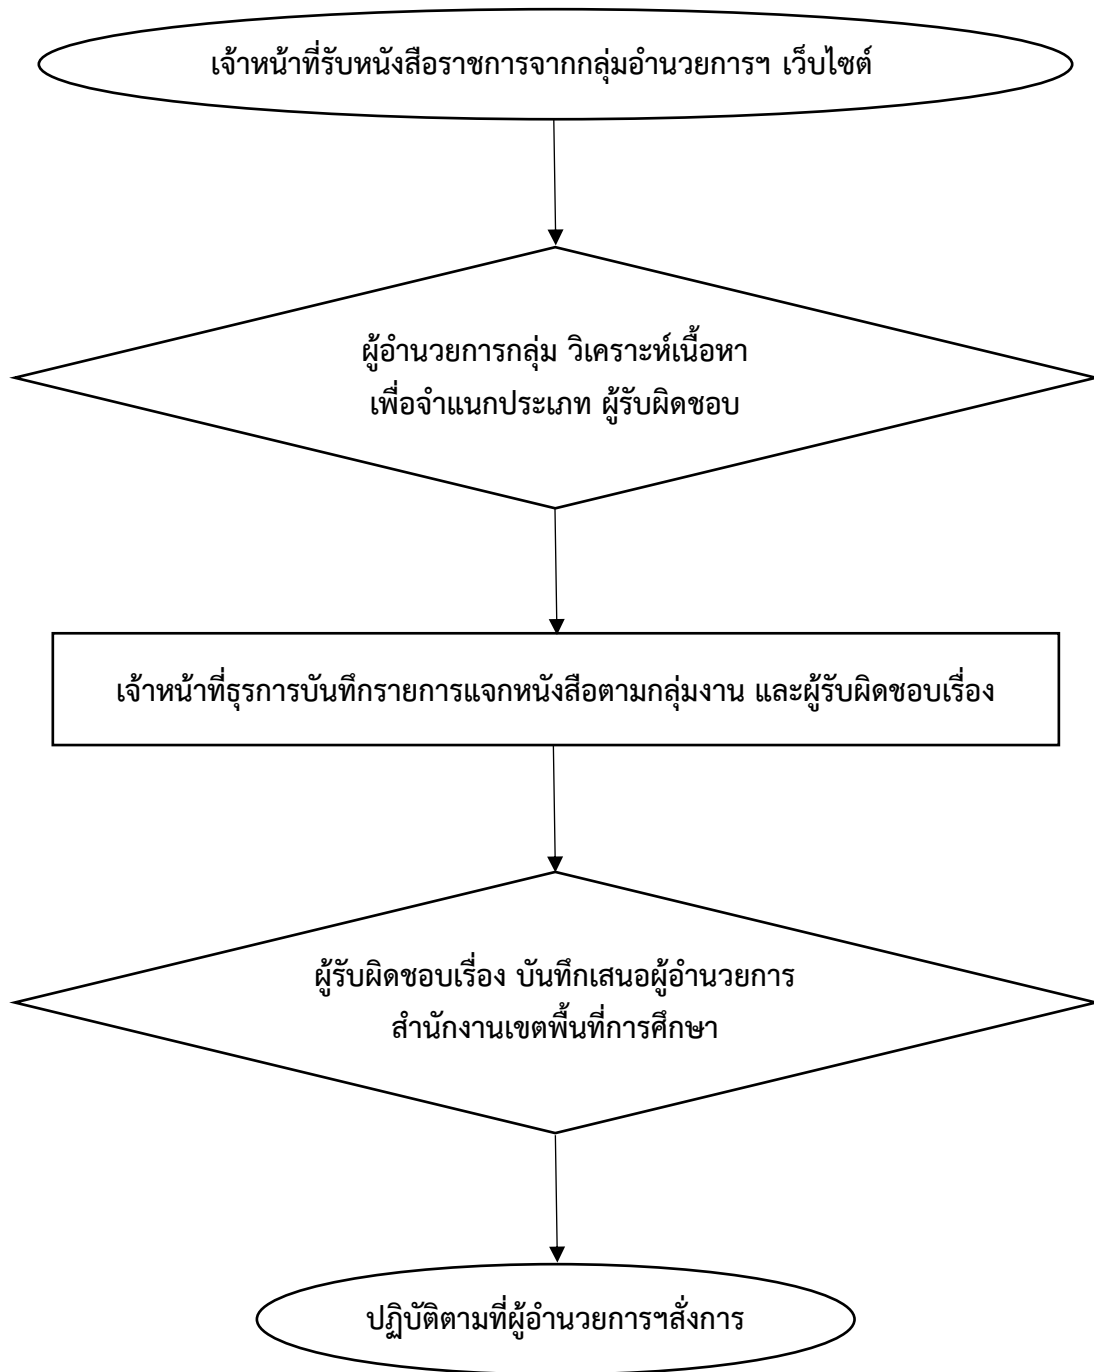 เจ้าหน้าที่รับหนังสือราชการจากกลุ่มอำนวยการฯ เว็บไซต์
ผู้อำนวยการกลุ่ม วิเคราะห์เนื้อหา
เพื่อจำแนกประเภท ผู้รับผิดชอบ
เจ้าหน้าที่ธุรการบันทึกรายการแจกหนังสือตามกลุ่มงาน และผู้รับผิดชอบเรื่อง
ผู้รับผิดชอบเรื่อง บันทึกเสนอผู้อำนวยการ
สำนักงานเขตพื้นที่การศึกษา
ปฏิบัติตามที่ผู้อำนวยการฯสั่งการ